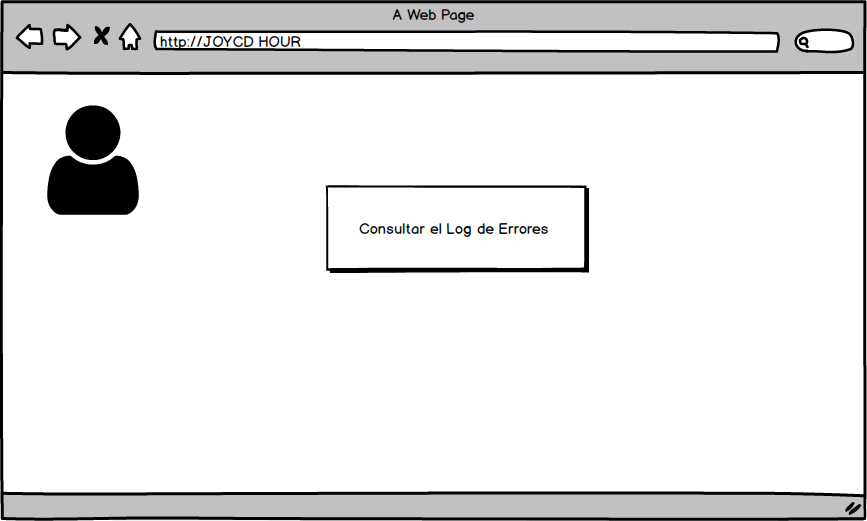 A Web Page
http://JOYCD HOUR
Consultar el Log de Errores